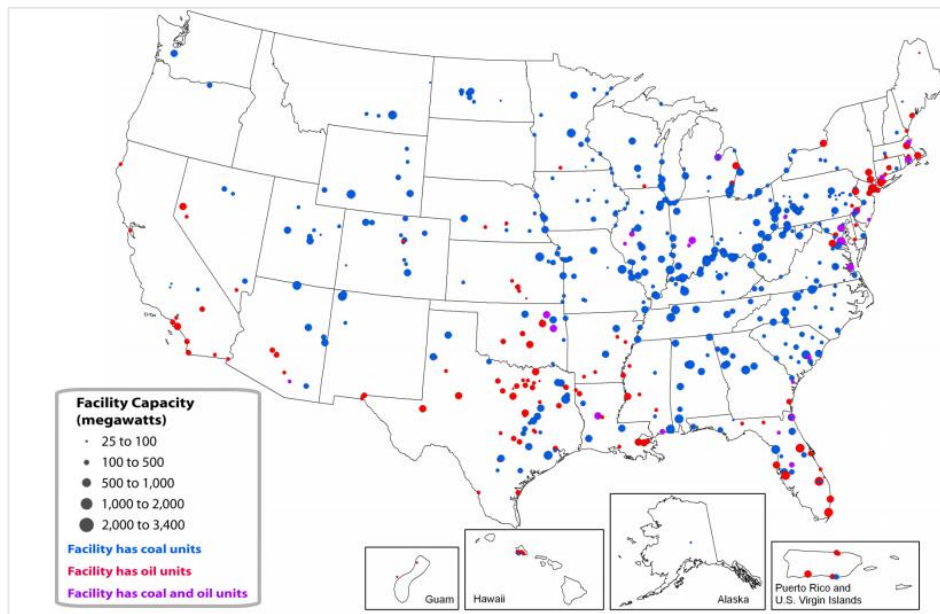 Facility Capacity
(megawatts)
25 to 100
100 to 500
500 to 1,000
1,000 to 2,000
2,000 to 3,400
Facility has coal units
Facility has oil units
Facility has coal and oil units
Guam
Hawaii
Alaska
Puerto Rico and
U.S. Virgin Islands